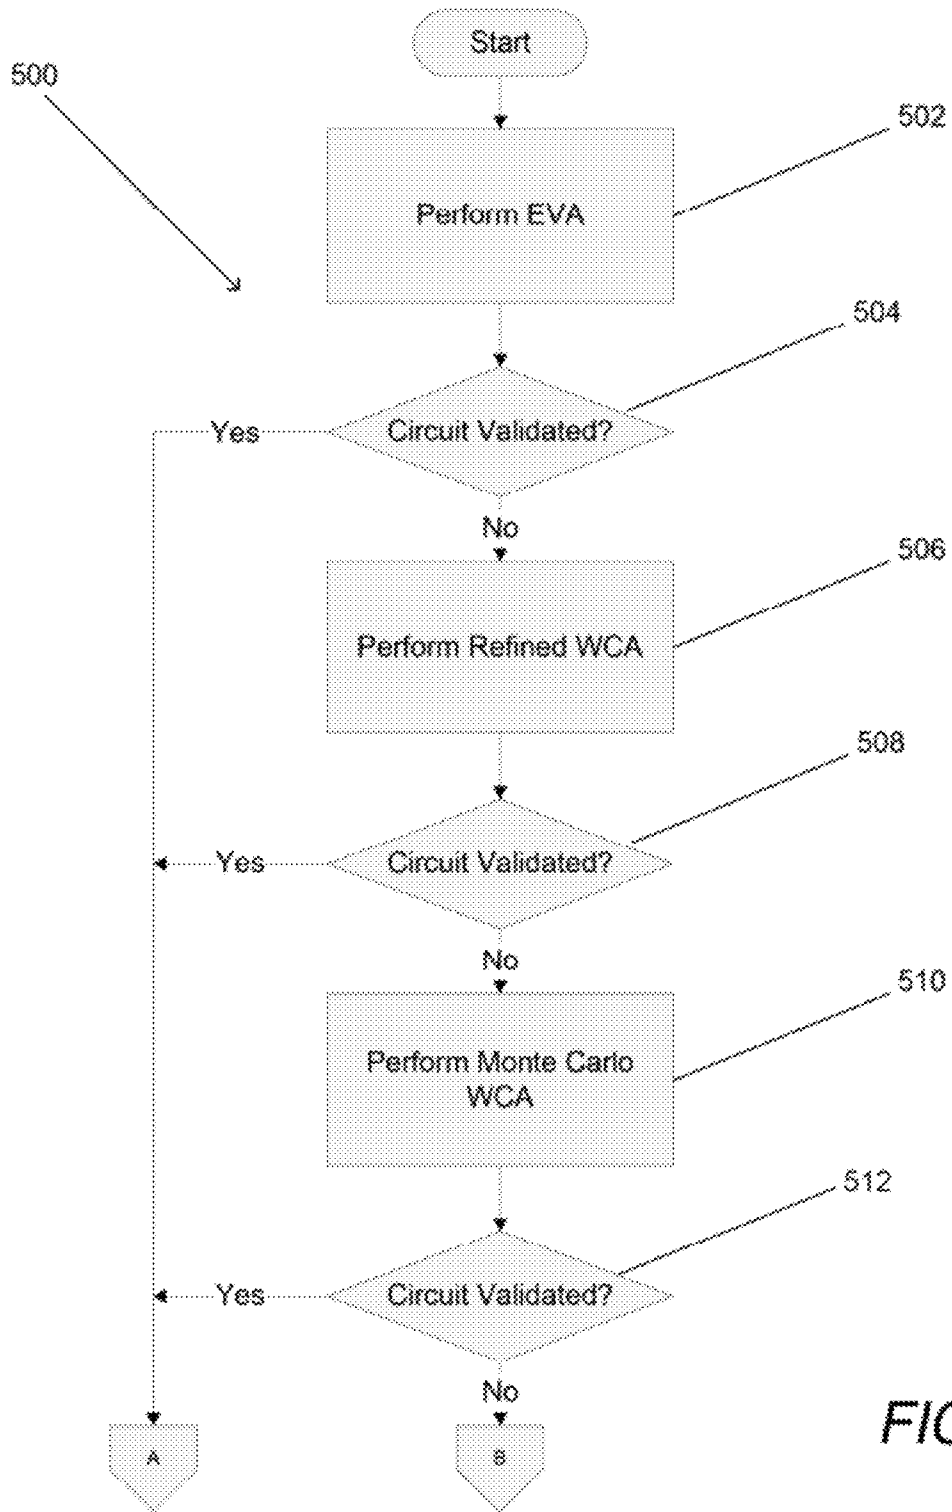 Start
500
502
Perform EVA
504
Yes
Circuit Validated?
No
506
Perform Refined WCA
508
Yes
Circuit Validated?
No
510
Perform Monte Carlo
WCA
512
Yes
Circuit Validated?
No
A
B
FIG